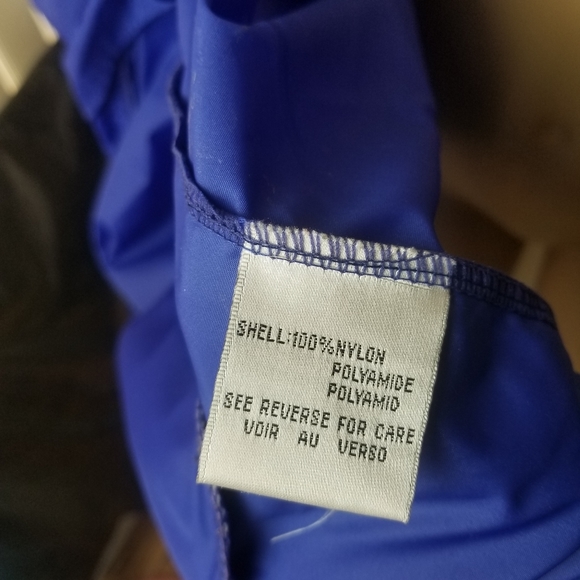 SHELL:100%NYLON
POLYAMIDE
POLYAMID
SEE REVERSE FOR CARE
VOIR AU VERSO